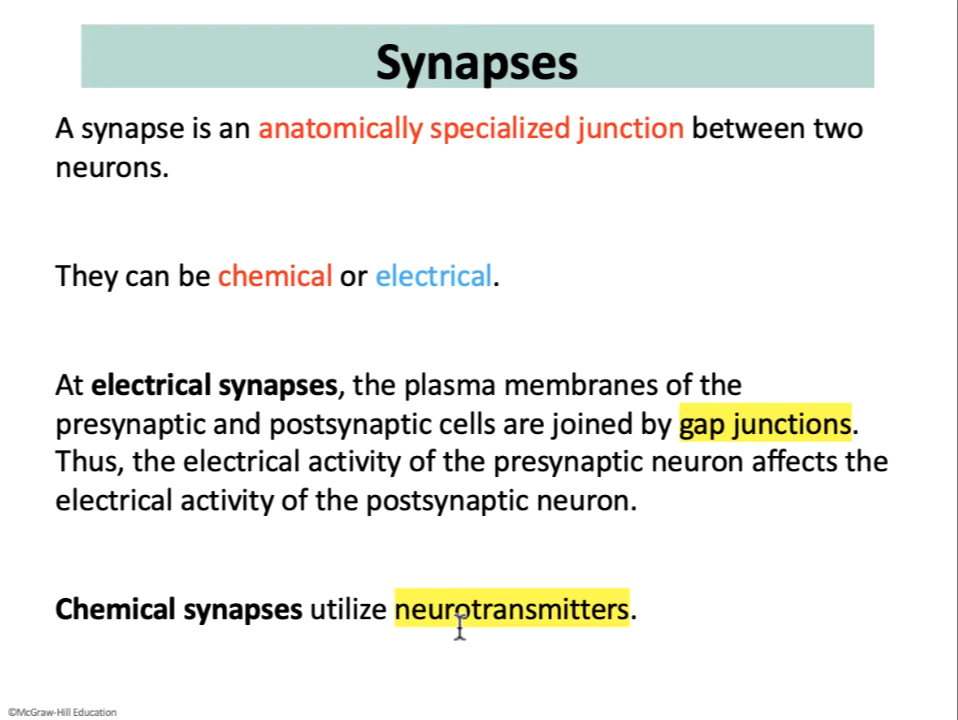 Synapses
A synapse is an anatomically specialized junction between two
neurons.
They can be chemical or electrical.
At electrical synapses, the plasma membranes of the
presynaptic and postsynaptic cells are joined by gap junctions.
Thus, the electrical activity of the presynaptic neuron affects the
electrical activity of the postsynaptic neuron.
Chemical synapses utilize neurotransmitters.
©McGraw-Hill Education